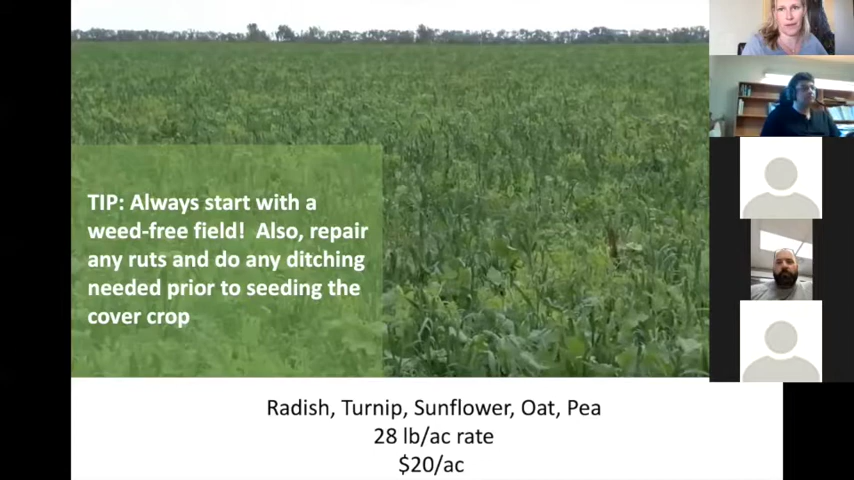 TIP: Always start with a
weed-free field!  Also, repair
any ruts and do any ditching
needed prior to seeding the
cover crop
Radish, Turnip, Sunflower, Oat, Pea
28 lb/ac rate
$20/ac